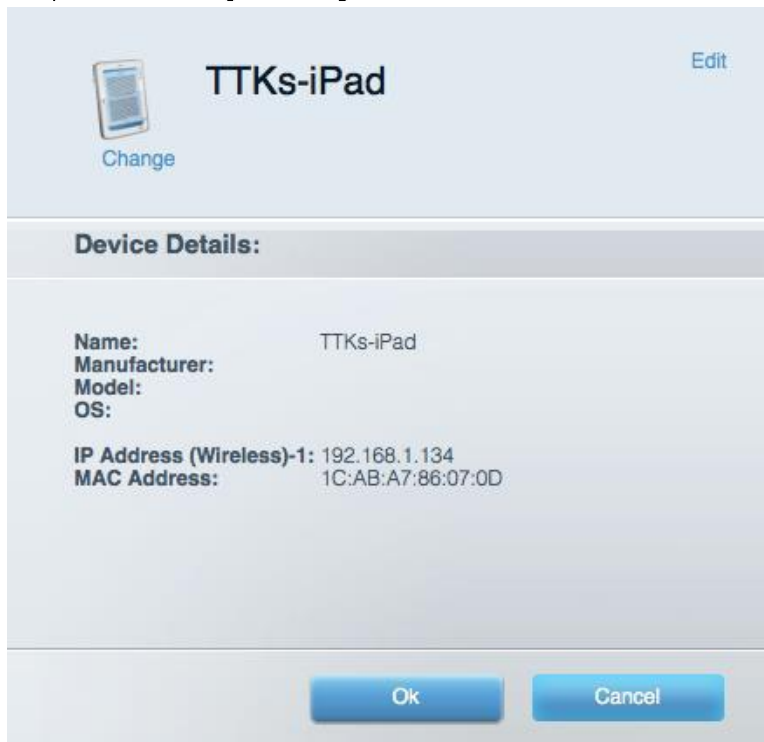 TTKs-iPad
Edit
Change
Device Details:
Name: TTKs-iPad
Manufacturer:
Model:
OS:
IP Address (Wireless)-1: 192.168.1.134
MAC Address: 1C:AB:A7:86:07:0D
Ok
Cancel